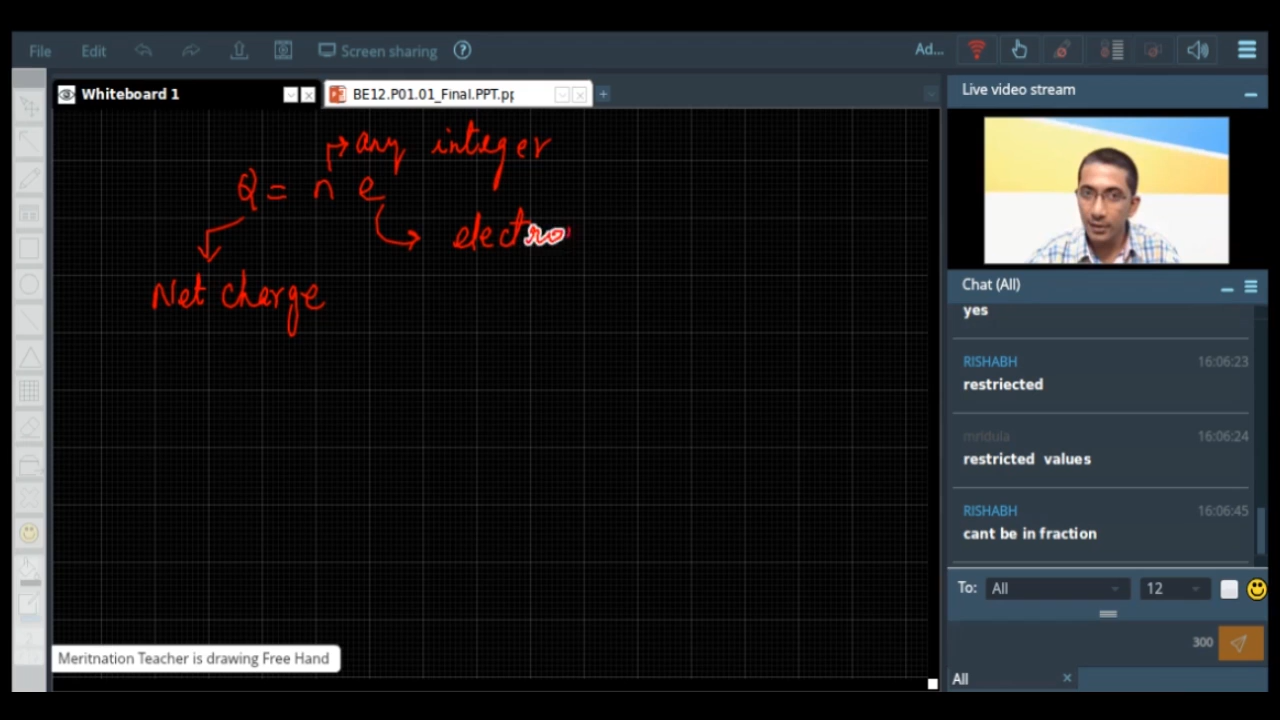 File Edit Screen sharing ? Ad...
Whiteboard 1
BE12.P01.01_Final.PPT.pp
Live video stream
any integer
Q = n e
electro
Net charge
Chat (All)
yes
RISHABH 16:06:23
restriected
mridula 16:06:24
restricted values
RISHABH 16:06:45
cant be in fraction
To: All 12
300
All
Meritnation Teacher is drawing Free Hand